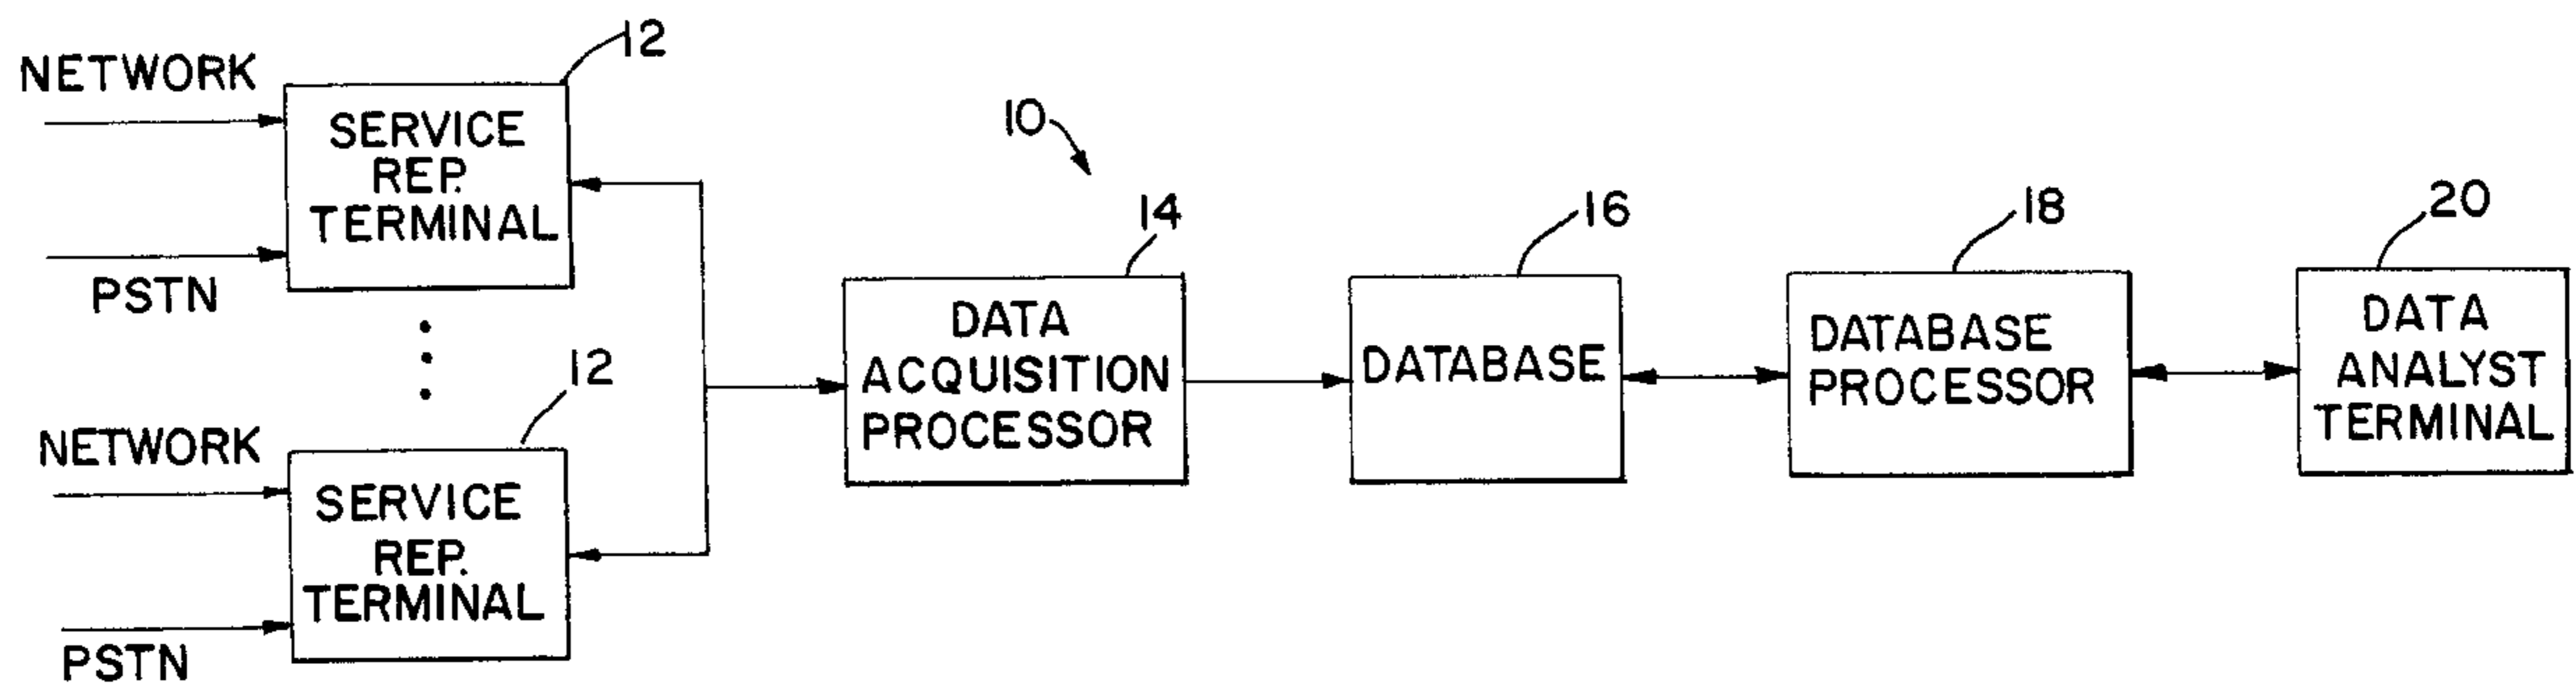 12
NETWORK
SERVICE
REP.
TERMINAL
PSTN
10
14
DATA
ACQUISITION
PROCESSOR
16
DATABASE
18
DATABASE
PROCESSOR
20
DATA
ANALYST
TERMINAL
12
NETWORK
SERVICE
REP.
TERMINAL
PSTN